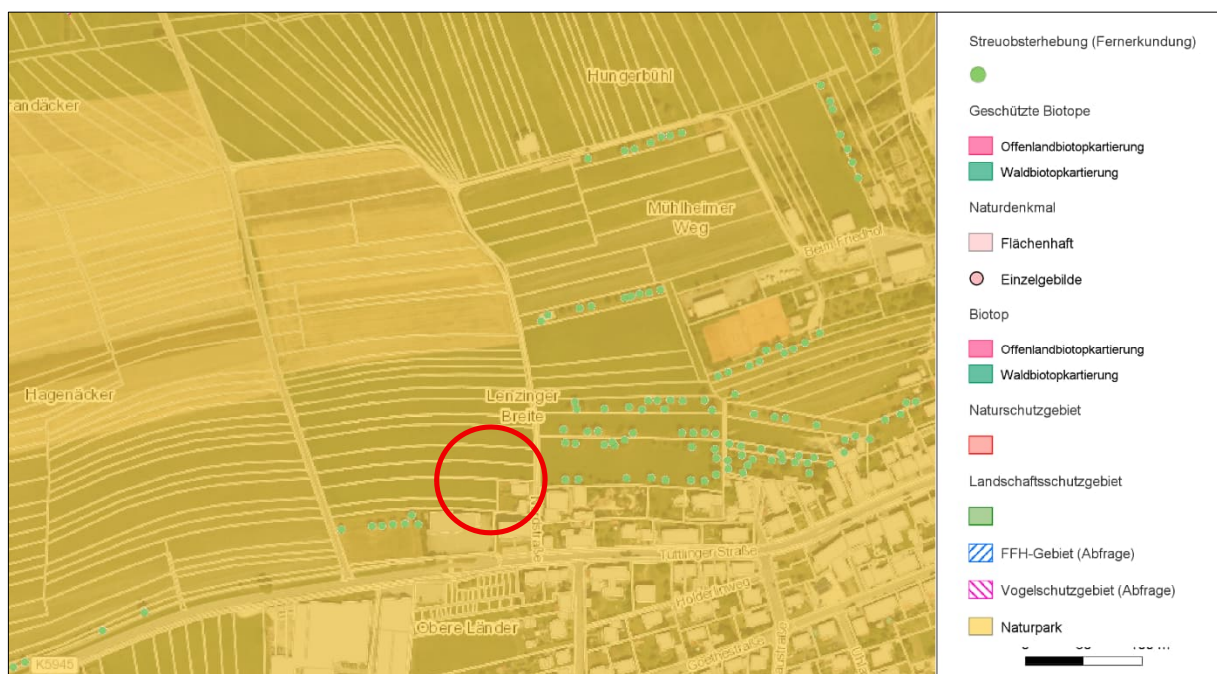 Hungerbühl
randäcker
Mühlheimer
Weg
Beim Friedhof
Hagenäcker
Lenzinger
Breite
Tuttlinger Straße
Hölderlinweg
Obere Länder
Goethestraße
K5945
Streuobsterhebung (Fernerkundung)
Geschützte Biotope
Offenlandbiotopkartierung
Waldbiotopkartierung
Naturdenkmal
Flächenhaft
Einzelgebilde
Biotop
Offenlandbiotopkartierung
Waldbiotopkartierung
Naturschutzgebiet
Landschaftsschutzgebiet
FFH-Gebiet (Abfrage)
Vogelschutzgebiet (Abfrage)
Naturpark